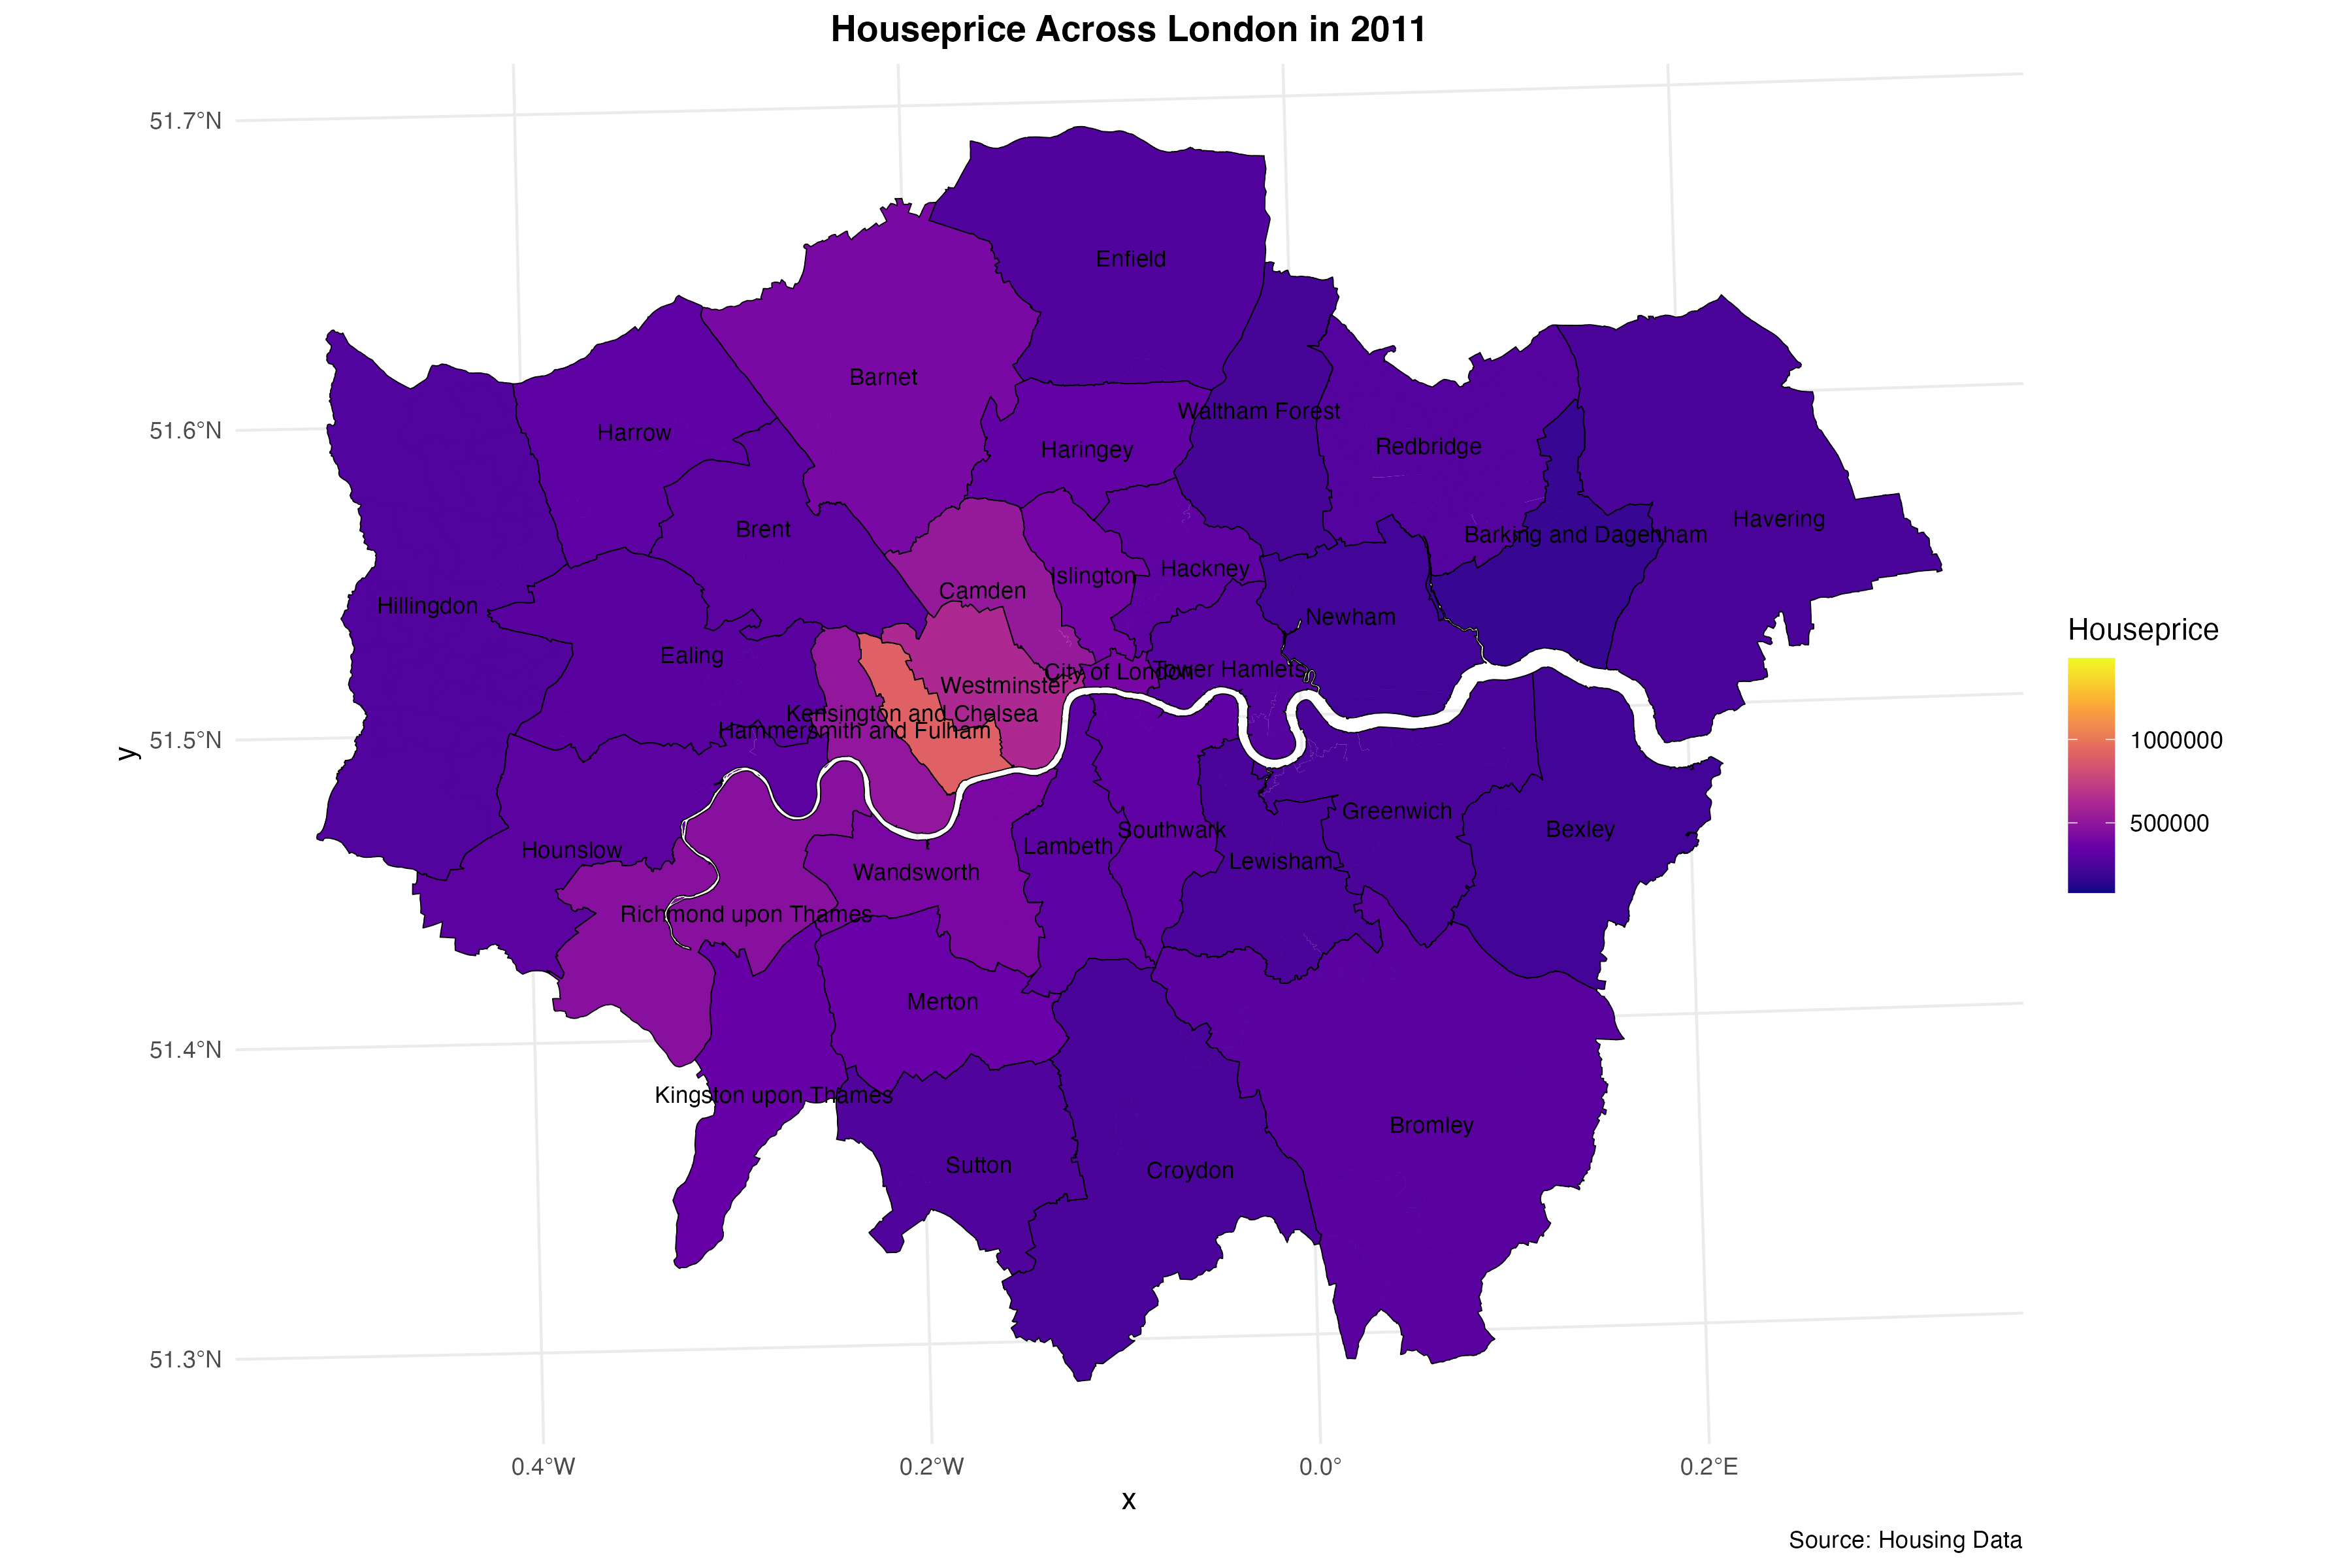 Houseprice Across London in 2011
51.7°N
51.6°N
51.5°N
51.4°N
51.3°N
y
Enfield
Barnet
Waltham Forest
Harrow
Redbridge
Haringey
Havering
Brent
Barking and Dagenham
Hackney
Islington
Camden
Hillingdon
Newham
Ealing
City of London
Tower Hamlets
Westminster
Kensington and Chelsea
Hammersmith and Fulham
Greenwich
Bexley
Southwalk
Lambeth
Hounslow
Lewisham
Wandsworth
Richmond upon Thames
Merton
Kingston upon Thames
Bromley
Sutton
Croydon
Houseprice
1000000
500000
0.4°W
0.2°W
0.0°
0.2°E
x
Source: Housing Data